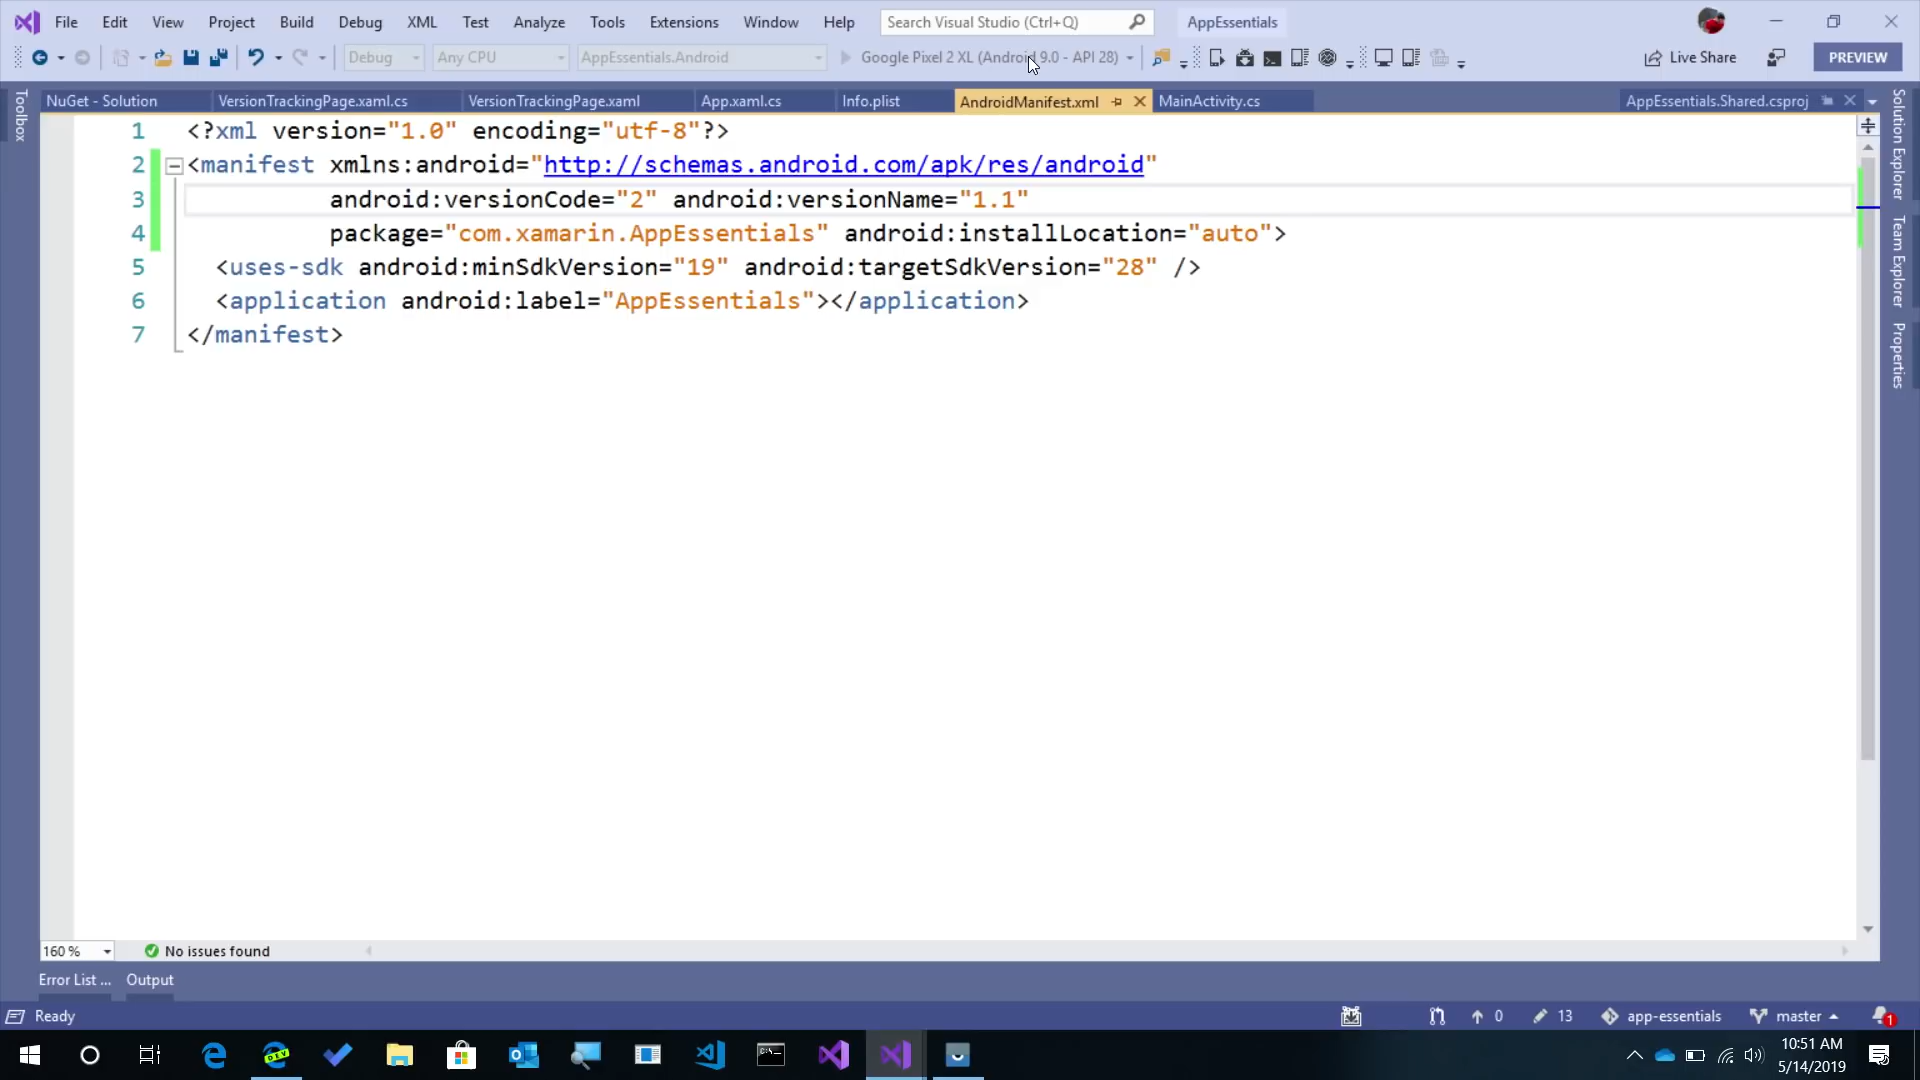 File Edit View Project Build Debug XML Test Analyze Tools Extensions Window Help Search Visual Studio (Ctrl+Q) AppEssentials
Debug Any CPU AppEssentials.Android Google Pixel 2 XL (Android 9.0 - API 28) Live Share PREVIEW
NuGet - Solution VersionTrackingPage.xaml.cs VersionTrackingPage.xaml App.xaml.cs Info.plist AndroidManifest.xml MainActivity.cs AppEssentials.Shared.csproj
Toolbox
Solution Explorer
Team Explorer
Properties
1 <?xml version="1.0" encoding="utf-8"?>
2 <manifest xmlns:android="http://schemas.android.com/apk/res/android"
3 android:versionCode="2" android:versionName="1.1"
4 package="com.xamarin.AppEssentials" android:installLocation="auto">
5 <uses-sdk android:minSdkVersion="19" android:targetSdkVersion="28" />
6 <application android:label="AppEssentials"></application>
7 </manifest>
160 % No issues found
Error List ... Output
Ready 0 13 app-essentials master 1
DEV
10:51 AM
5/14/2019